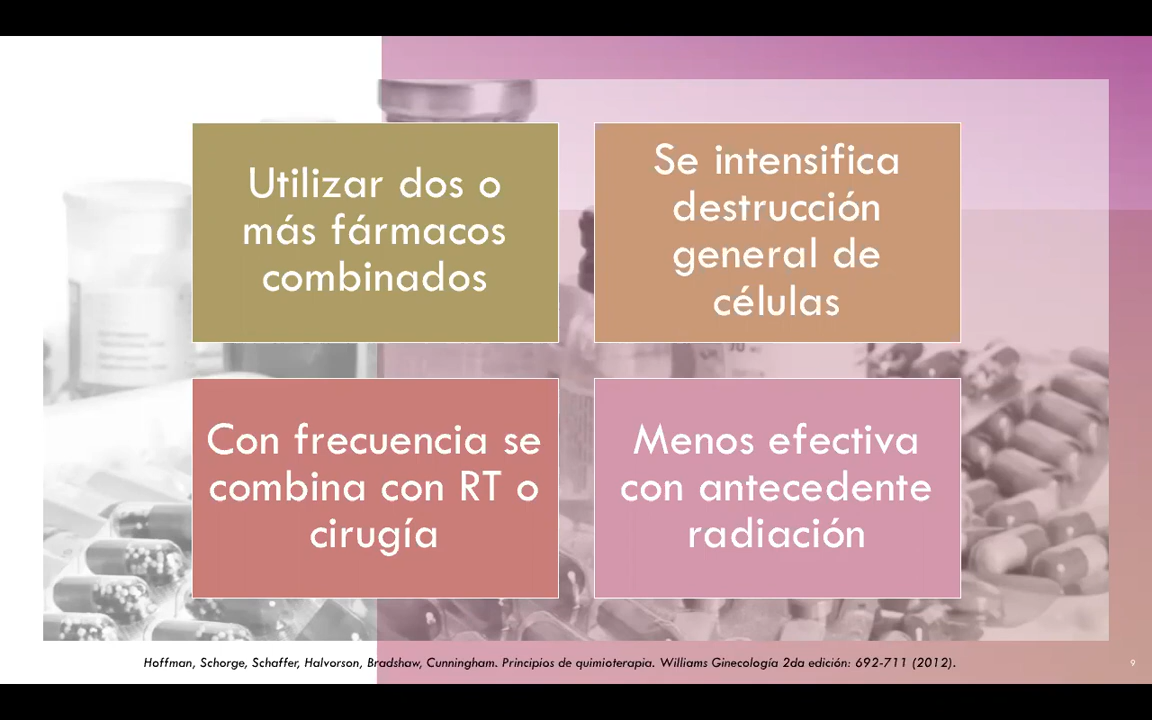 Utilizar dos o
más fármacos
combinados
Se intensifica
destrucción
general de
células
Con frecuencia se
combina con RT o
cirugía
Menos efectiva
con antecedente
radiación
Hoffman, Schorge, Schaffer, Halvorson, Bradshaw, Cunningham. Principios de quimioterapia. Williams Ginecología 2da edición: 692-711 (2012).
9